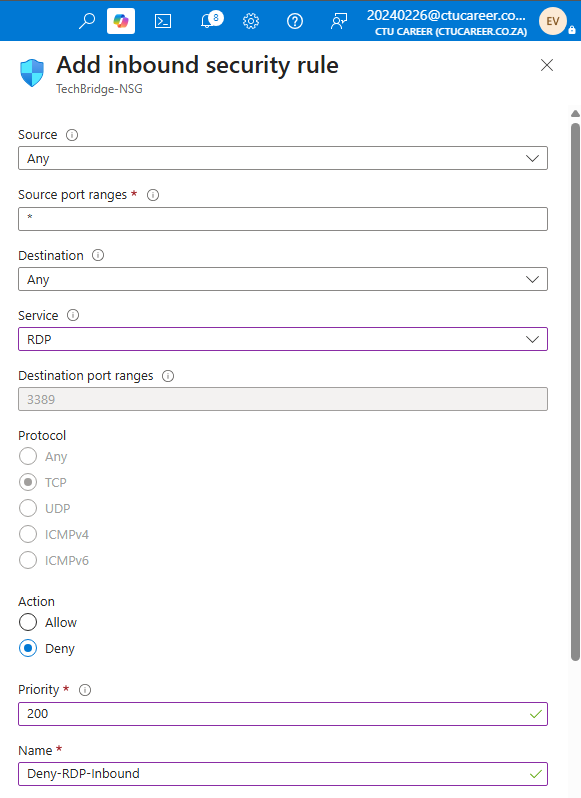 8
20240226@ctucareer.co...
CTU CAREER (CTUCAREER.CO.ZA)
EV
Add inbound security rule
TechBridge-NSG
Source
Any
Source port ranges *
*
Destination
Any
Service
RDP
Destination port ranges
3389
Protocol
Any
TCP
UDP
ICMPv4
ICMPv6
Action
Allow
Deny
Priority *
200
Name *
Deny-RDP-Inbound